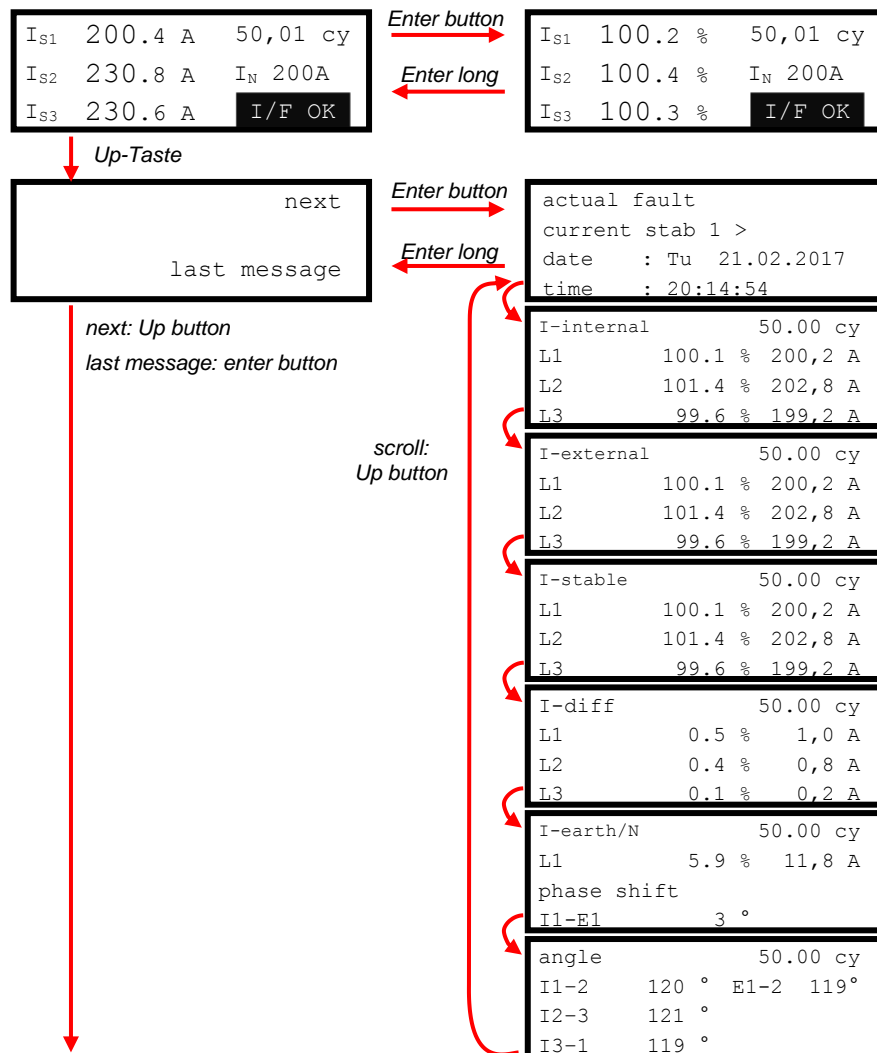 I_S1 200.4 A 50,01 cy
I_S2 230.8 A I_N 200A
I_S3 230.6 A I/F OK
Enter button
Enter long
I_S1 100.2 % 50,01 cy
I_S2 100.4 % I_N 200A
I_S3 100.3 % I/F OK
Up-Taste
next
last message
Enter button
Enter long
actual fault
current stab 1 >
date : Tu 21.02.2017
time : 20:14:54
next: Up button
last message: enter button
scroll:
Up button
I-internal 50.00 cy
L1 100.1 % 200,2 A
L2 101.4 % 202,8 A
L3 99.6 % 199,2 A
I-external 50.00 cy
L1 100.1 % 200,2 A
L2 101.4 % 202,8 A
L3 99.6 % 199,2 A
I-stable 50.00 cy
L1 100.1 % 200,2 A
L2 101.4 % 202,8 A
L3 99.6 % 199,2 A
I-diff 50.00 cy
L1 0.5 % 1,0 A
L2 0.4 % 0,8 A
L3 0.1 % 0,2 A
I-earth/N 50.00 cy
L1 5.9 % 11,8 A
phase shift
I1-E1 3 °
angle 50.00 cy
I1-2 120 ° E1-2 119°
I2-3 121 °
I3-1 119 °